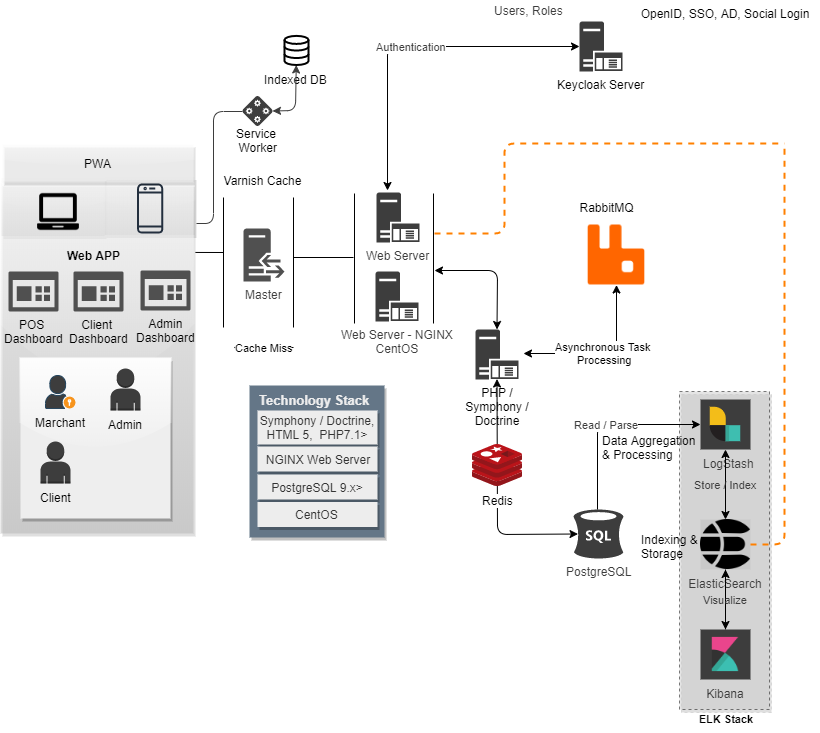 Users, Roles
OpenID, SSO, AD, Social Login
Authentication
Indexed DB
Keycloak Server
Service
Worker
PWA
Varnish Cache
RabbitMQ
Web APP
Web Server
Master
POS
Dashboard
Client
Dashboard
Admin
Dashboard
Cache Miss
Web Server - NGINX
CentOS
Asynchronous Task
Processing
Marchant
Admin
Client
Technology Stack
Symphony / Doctrine,
HTML 5,  PHP7.1>
NGINX Web Server
PostgreSQL 9.x>
CentOS
PHP /
Symphony /
Doctrine
Redis
Read / Parse
Data Aggregation
& Processing
LogStash
Store / Index
SQL
PostgreSQL
Indexing &
Storage
ElasticSearch
Visualize
Kibana
ELK Stack